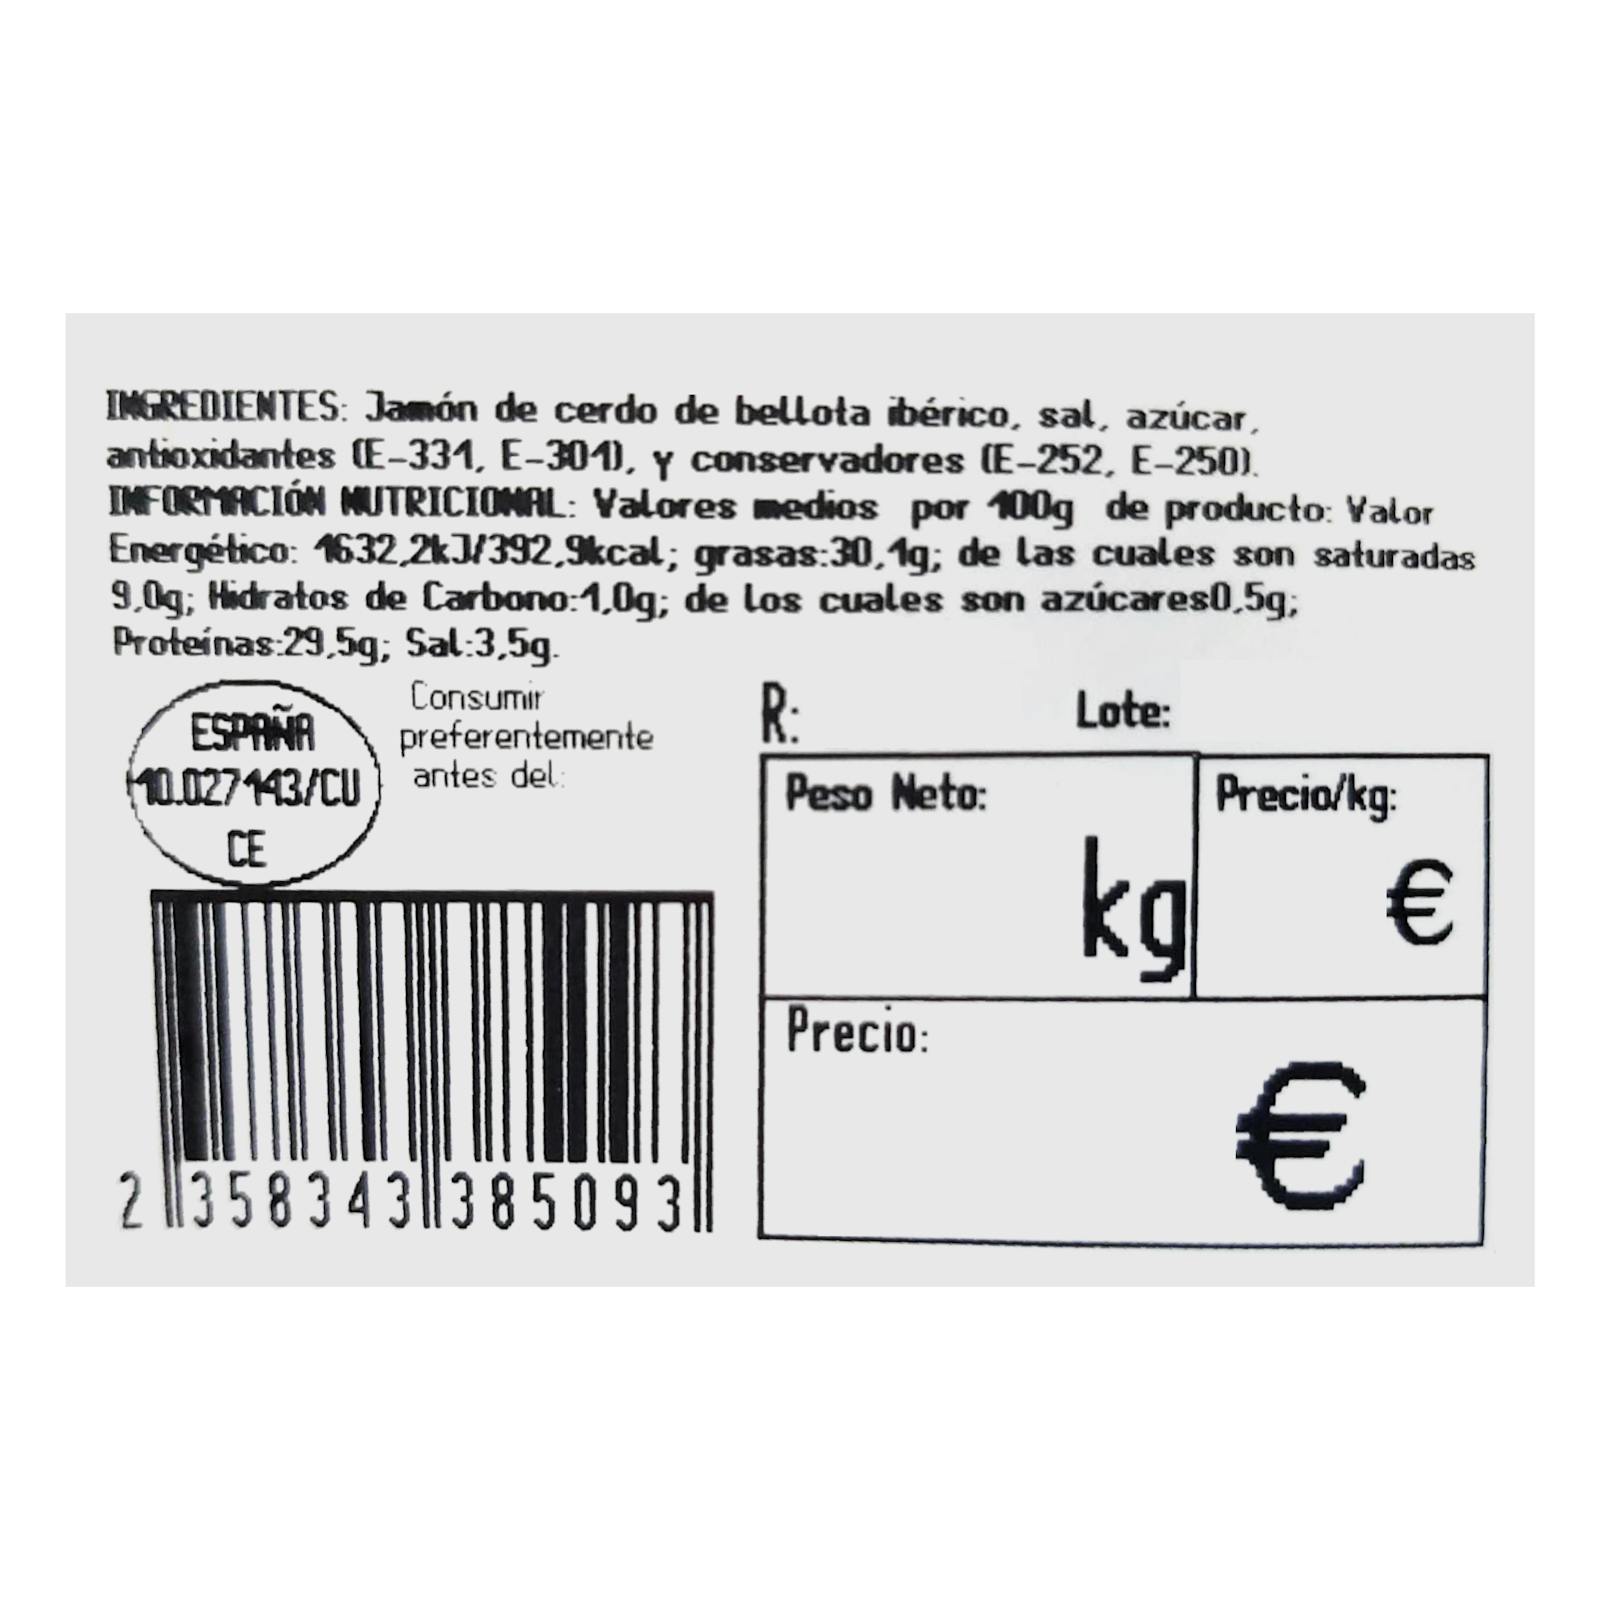 INGREDIENTES: Jamón de cerdo de bellota ibérico, sal, azúcar,
antioxidantes (E-331, E-301), y conservadores (E-252, E-250).
INFORMACIÓN NUTRICIONAL: Valores medios por 100g de producto: Valor
Energético: 1632,2kJ/392,9kcal; grasas:30,1g; de las cuales son saturadas
9,0g; Hidratos de Carbono:1,0g; de los cuales son azúcares0,5g;
Proteínas:29,5g; Sal:3,5g.
ESPAÑA
10.027143/CU
CE
Consumir
preferentemente
antes del:
R:
Lote:
Peso Neto:
kg
Precio/kg:
€
Precio:
€
2 358343 385093